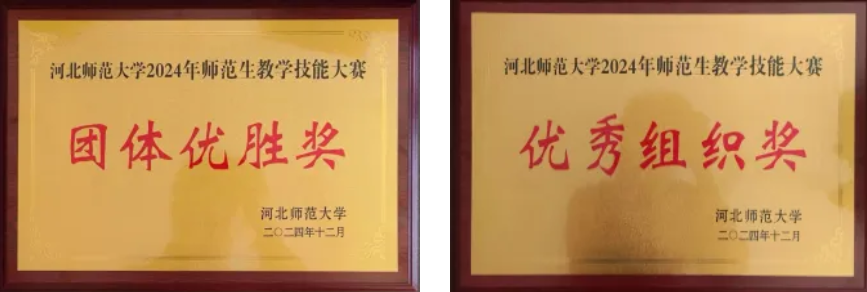 河北师范大学2024年师范生教学技能大赛
团体优胜奖
河北师范大学
二〇二四年十二月
河北师范大学2024年师范生教学技能大赛
优秀组织奖
河北师范大学
二〇二四年十二月